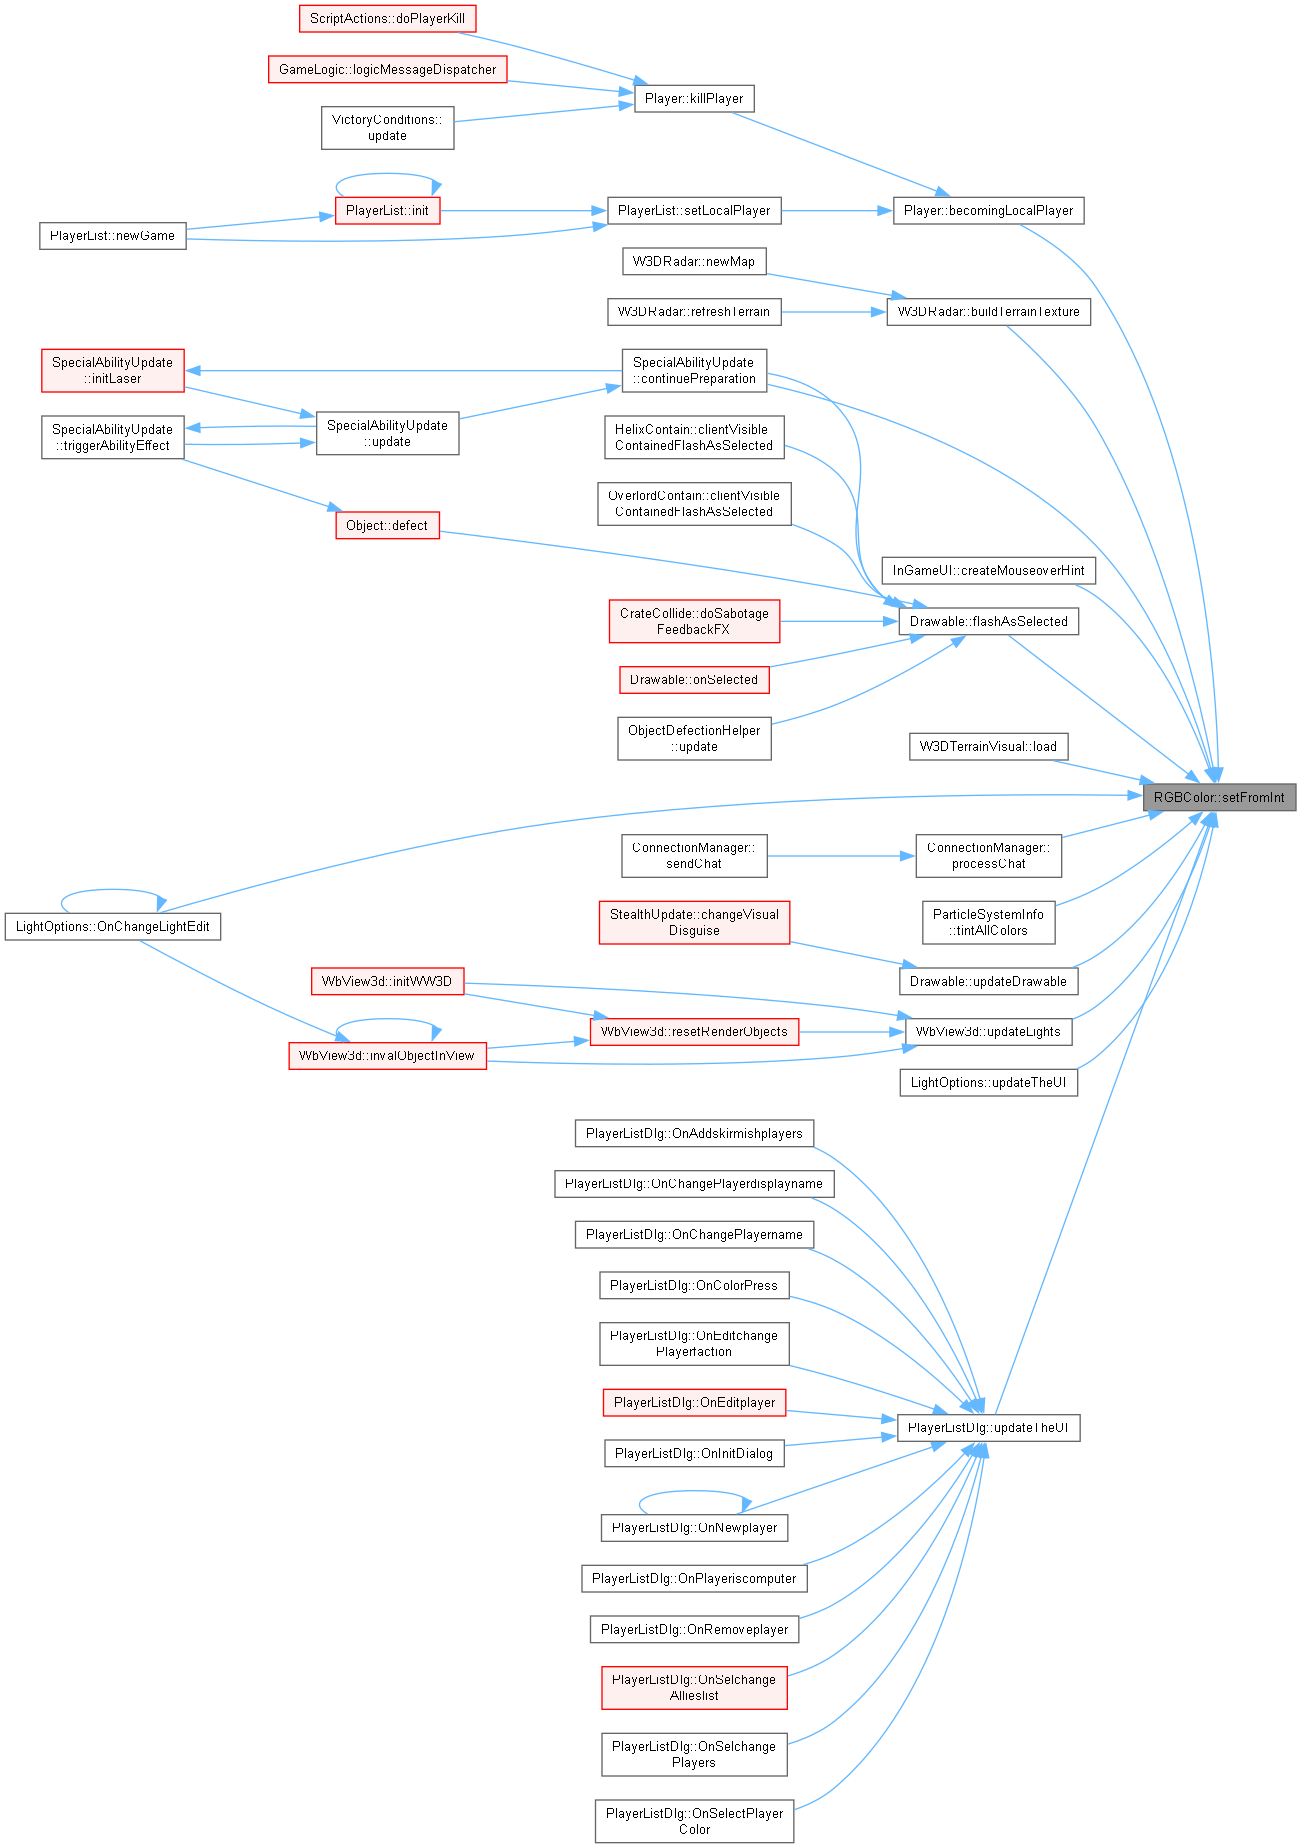 ScriptActions::doPlayerKill
GameLogic::logicMessageDispatcher
Player::killPlayer
VictoryConditions::
update
PlayerList::init
PlayerList::setLocalPlayer
Player::becomingLocalPlayer
PlayerList::newGame
W3DRadar::newMap
W3DRadar::refreshTerrain
W3DRadar::buildTerrainTexture
SpecialAbilityUpdate
::initLaser
SpecialAbilityUpdate
::continuePreparation
SpecialAbilityUpdate
::triggerAbilityEffect
SpecialAbilityUpdate
::update
HelixContain::clientVisible
ContainedFlashAsSelected
OverlordContain::clientVisible
ContainedFlashAsSelected
Object::defect
InGameUI::createMouseoverHint
CrateCollide::doSabotage
FeedbackFX
Drawable::flashAsSelected
Drawable::onSelected
ObjectDefectionHelper
::update
W3DTerrainVisual::load
RGBColor::setFromInt
ConnectionManager::
sendChat
ConnectionManager::
processChat
LightOptions::OnChangeLightEdit
StealthUpdate::changeVisual
Disguise
ParticleSystemInfo
::tintAllColors
WbView3d::initWW3D
Drawable::updateDrawable
WbView3d::resetRenderObjects
WbView3d::updateLights
WbView3d::invalObjectInView
LightOptions::updateTheUI
PlayerListDlg::OnAddskirmishplayers
PlayerListDlg::OnChangePlayerdisplayname
PlayerListDlg::OnChangePlayername
PlayerListDlg::OnColorPress
PlayerListDlg::OnEditchange
Playerfaction
PlayerListDlg::OnEditplayer
PlayerListDlg::updateTheUI
PlayerListDlg::OnInitDialog
PlayerListDlg::OnNewplayer
PlayerListDlg::OnPlayeriscomputer
PlayerListDlg::OnRemoveplayer
PlayerListDlg::OnSelchange
Allieslist
PlayerListDlg::OnSelchange
Players
PlayerListDlg::OnSelectPlayer
Color